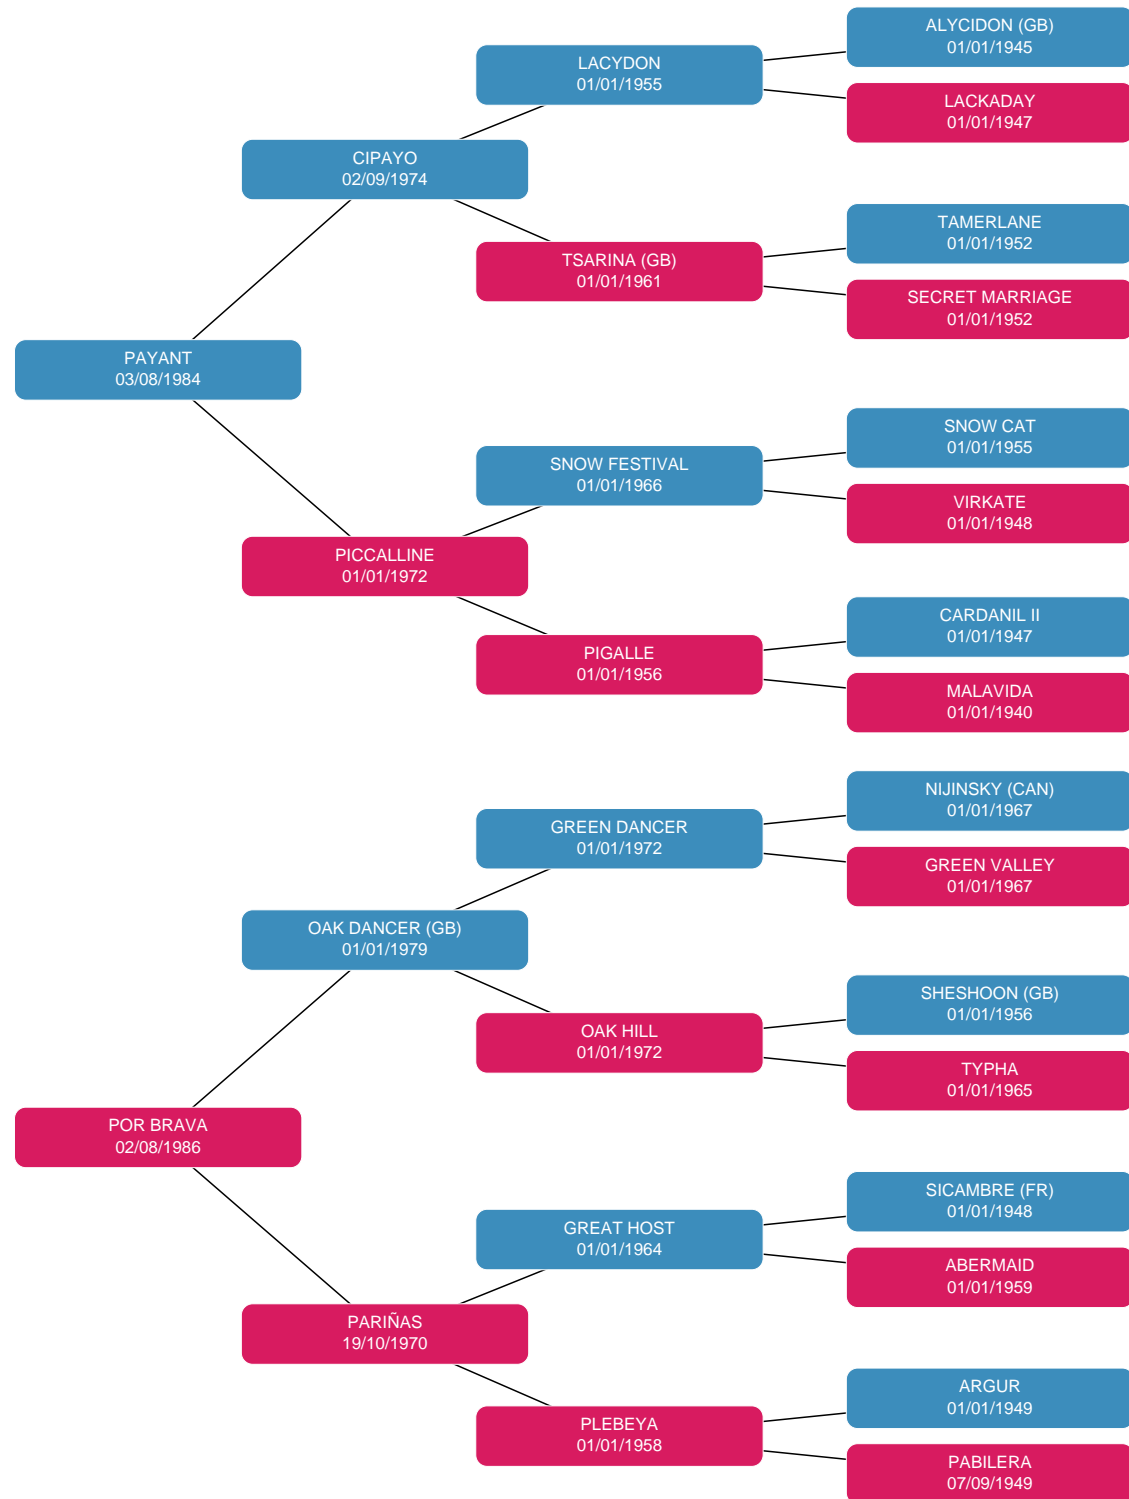 ALYCIDON (GB)
01/01/1945
LACYDON
01/01/1955
LACKADAY
01/01/1947
CIPAYO
02/09/1974
TAMERLANE
01/01/1952
TSARINA (GB)
01/01/1961
SECRET MARRIAGE
01/01/1952
PAYANT
03/08/1984
SNOW CAT
01/01/1955
SNOW FESTIVAL
01/01/1966
VIRKATE
01/01/1948
PICCALLINE
01/01/1972
CARDANIL II
01/01/1947
PIGALLE
01/01/1956
MALAVIDA
01/01/1940
NIJINSKY (CAN)
01/01/1967
GREEN DANCER
01/01/1972
GREEN VALLEY
01/01/1967
OAK DANCER (GB)
01/01/1979
SHESHOON (GB)
01/01/1956
OAK HILL
01/01/1972
TYPHA
01/01/1965
POR BRAVA
02/08/1986
SICAMBRE (FR)
01/01/1948
GREAT HOST
01/01/1964
ABERMAID
01/01/1959
PARIÑAS
19/10/1970
ARGUR
01/01/1949
PLEBEYA
01/01/1958
PABILERA
07/09/1949